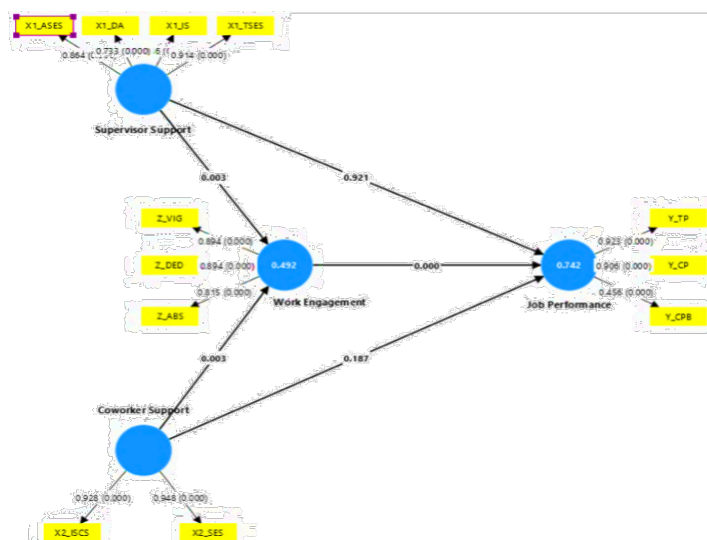 X1_ASES X1_DA X1_IS X1_TSES
0.864 0.733 (0.000) 0.914 (0.000)
Supervisor Support
0.003 0.921
Z_VIG Y_TP
0.894 (0.000) 0.923 (0.000)
Z_DED 0.894 (0.000) 0.492 0.000 0.742 0.906 (0.000) Y_CP
0.815 (0.000) 0.456 (0.000)
Work Engagement Job Performance
Z_ABS Y_CPB
0.003 0.187
Coworker Support
0.928 (0.000) 0.948 (0.000)
X2_ISCS X2_SES